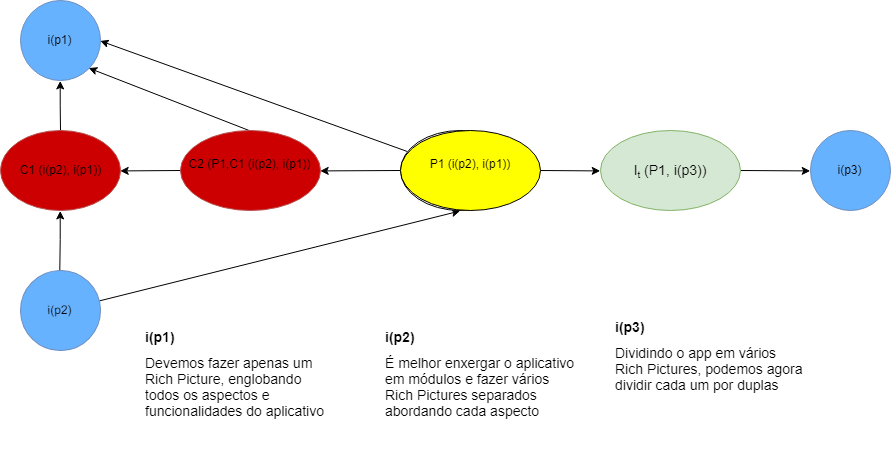 i(p1)
C1 (i(p2), i(p1))
C2 (P1,C1 (i(p2), i(p1))
P1 (i(p2), i(p1))
It (P1, i(p3))
i(p3)
i(p2)
i(p1)
Devemos fazer apenas um
Rich Picture, englobando
todos os aspectos e
funcionalidades do aplicativo
i(p2)
É melhor enxergar o aplicativo
em módulos e fazer vários
Rich Pictures separados
abordando cada aspecto
i(p3)
Dividindo o app em vários
Rich Pictures, podemos agora
dividir cada um por duplas